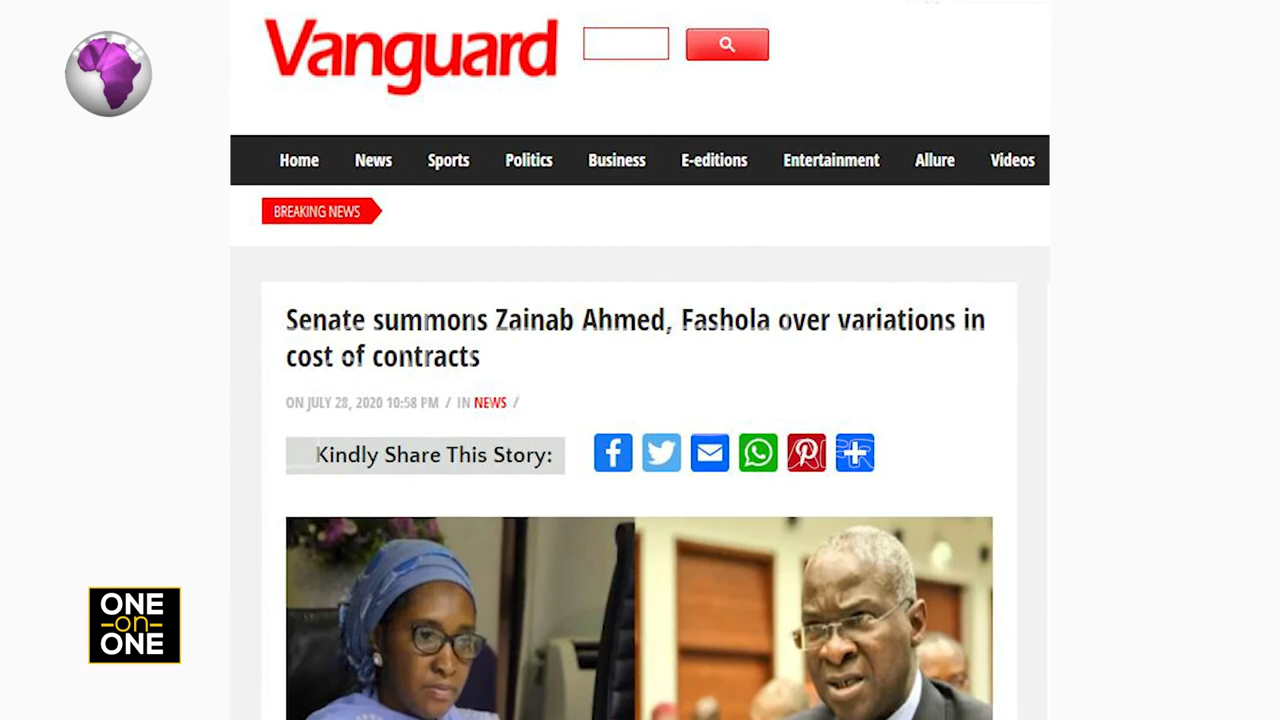 Vanguard
Home News Sports Politics Business E-editions Entertainment Allure Videos
BREAKING NEWS
Senate summons Zainab Ahmed, Fashola over variations in
cost of contracts
ON JULY 28, 2020 10:58 PM / IN NEWS /
Kindly Share This Story:
ONE
-on-
ONE